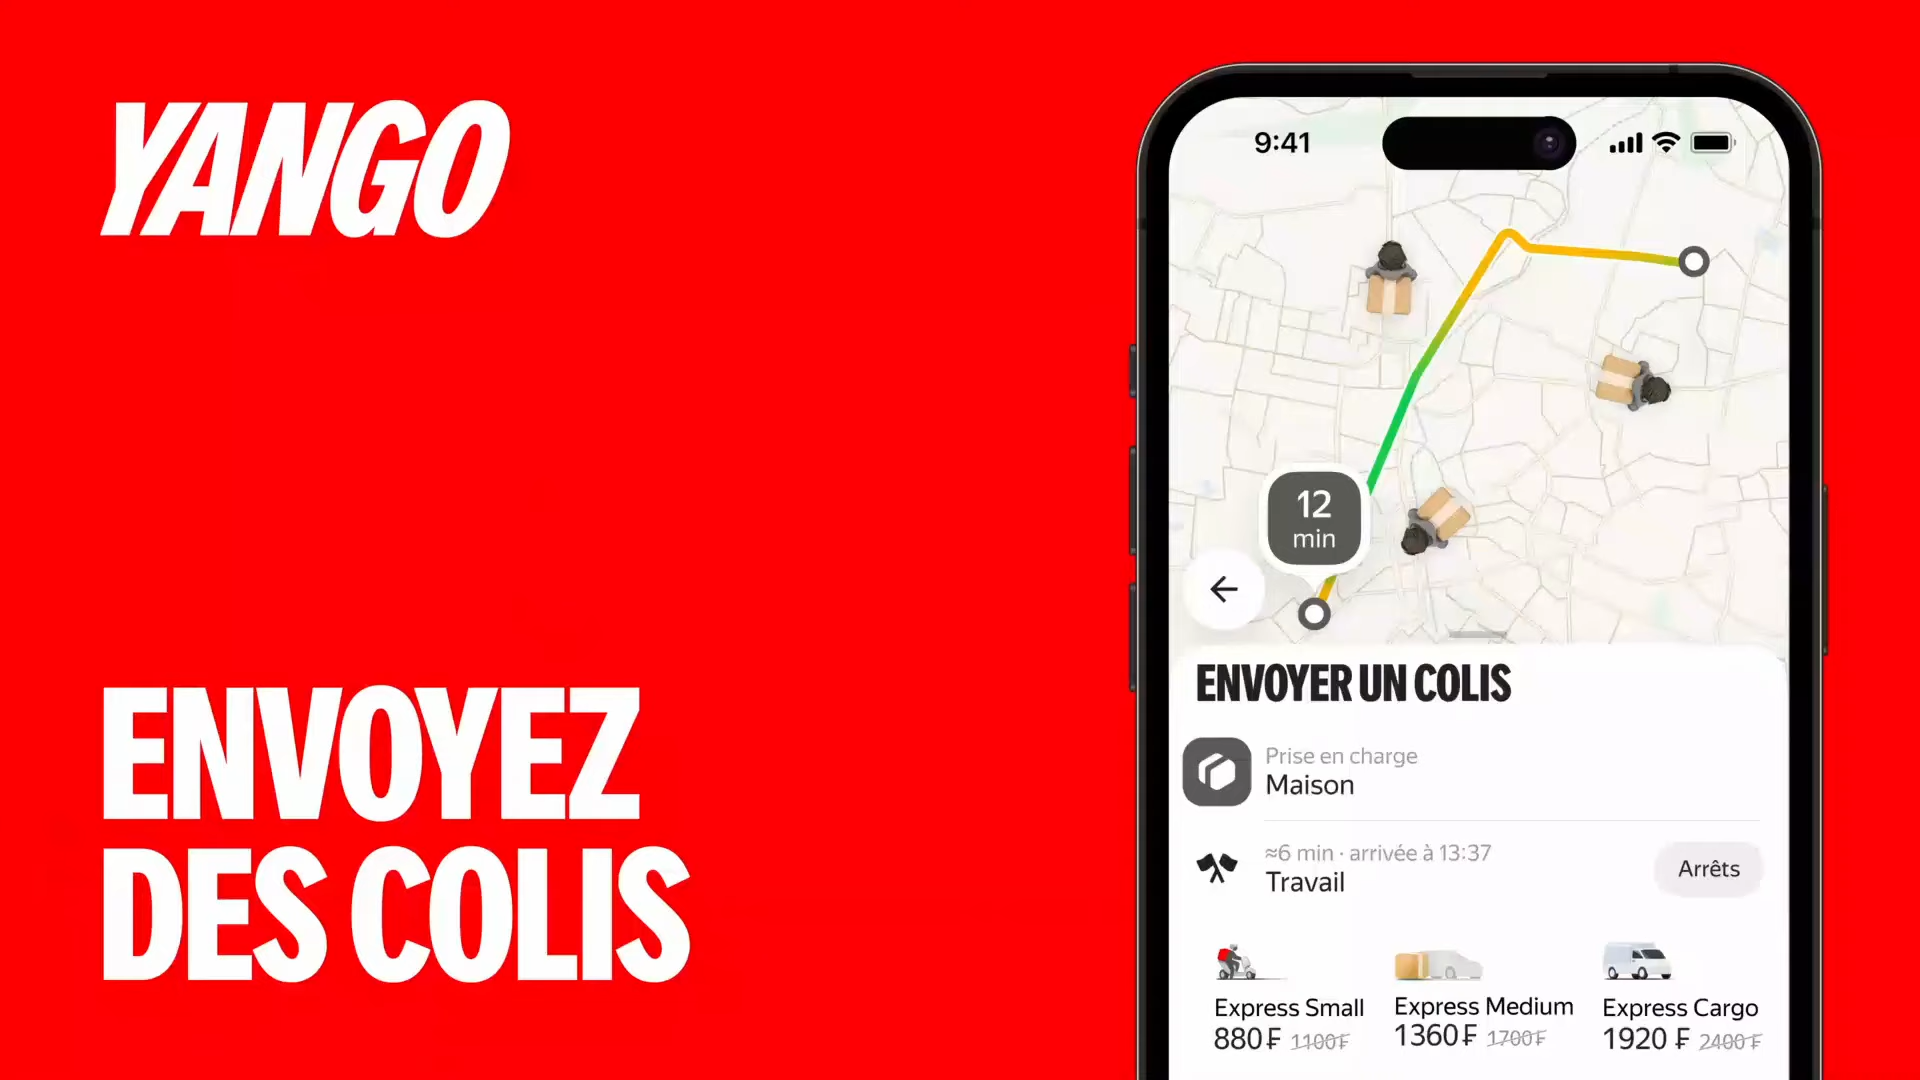 YANGO
ENVOYEZ
DES COLIS
9:41
12
min
ENVOYER UN COLIS
Prise en charge
Maison
≈6 min · arrivée à 13:37
Travail
Arrêts
Express Small
880 ₣ 1100 ₣
Express Medium
1360 ₣ 1700 ₣
Express Cargo
1920 ₣ 2400 ₣